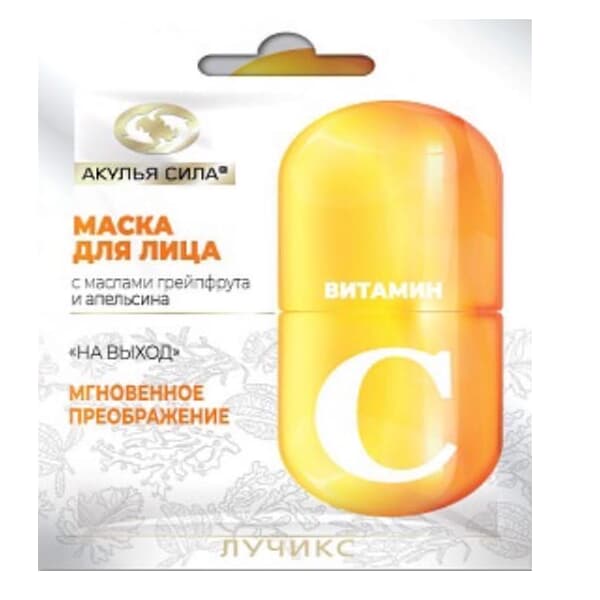 АКУЛЬЯ СИЛА®
МАСКА
ДЛЯ ЛИЦА
с маслами грейпфрута
и апельсина
«НА ВЫХОД»
МГНОВЕННОЕ
ПРЕОБРАЖЕНИЕ
ВИТАМИН
C
ЛУЧИКС